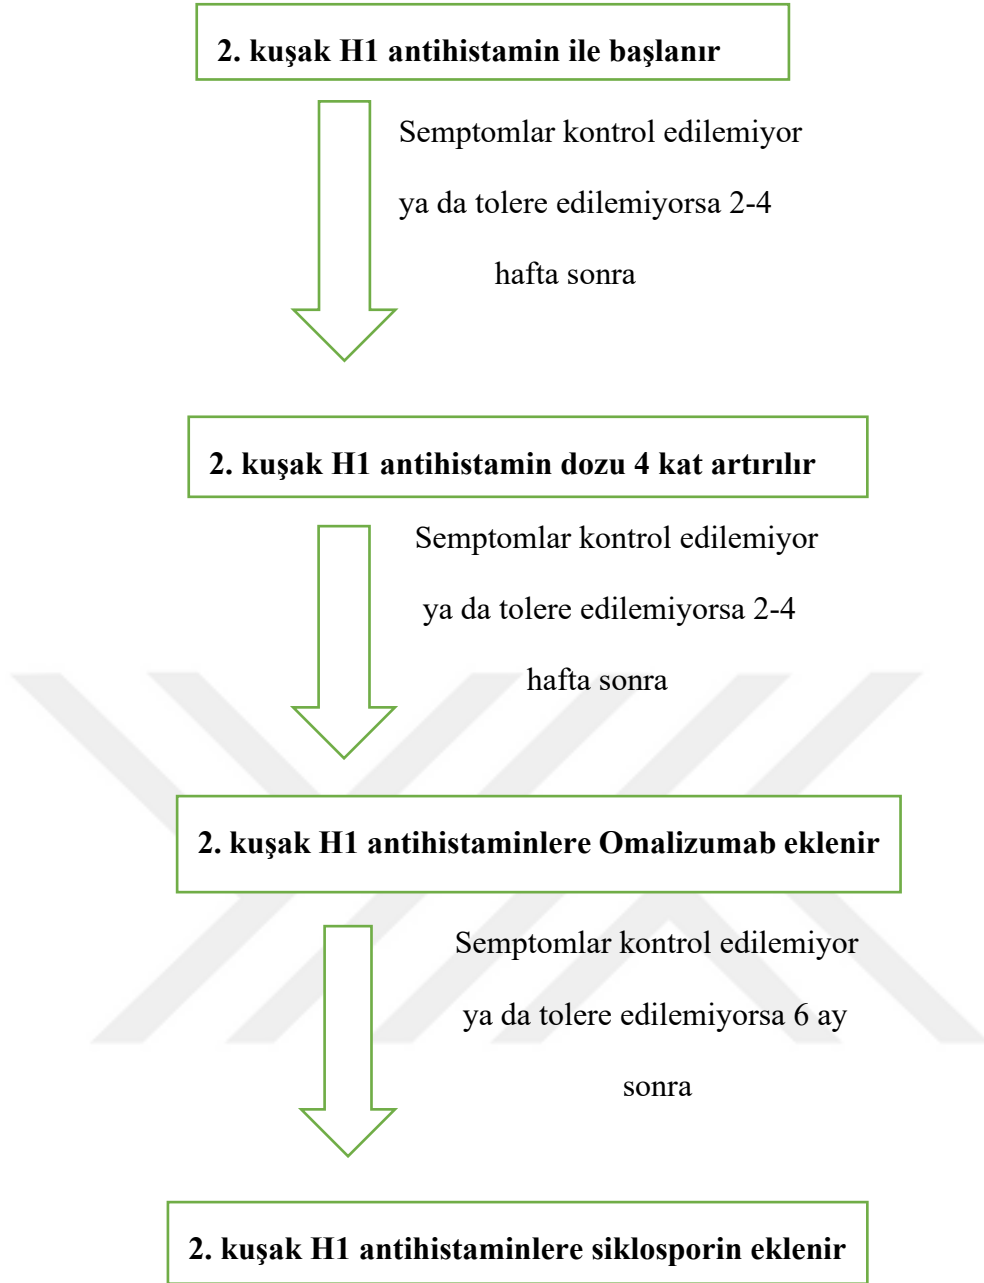 2. kuşak H1 antihistamin ile başlanır
Semptomlar kontrol edilemiyor
ya da tolere edilemiyorsa 2-4
hafta sonra
2. kuşak H1 antihistamin dozu 4 kat artırılır
Semptomlar kontrol edilemiyor
ya da tolere edilemiyorsa 2-4
hafta sonra
2. kuşak H1 antihistaminlere Omalizumab eklenir
Semptomlar kontrol edilemiyor
ya da tolere edilemiyorsa 6 ay
sonra
2. kuşak H1 antihistaminlere siklosporin eklenir